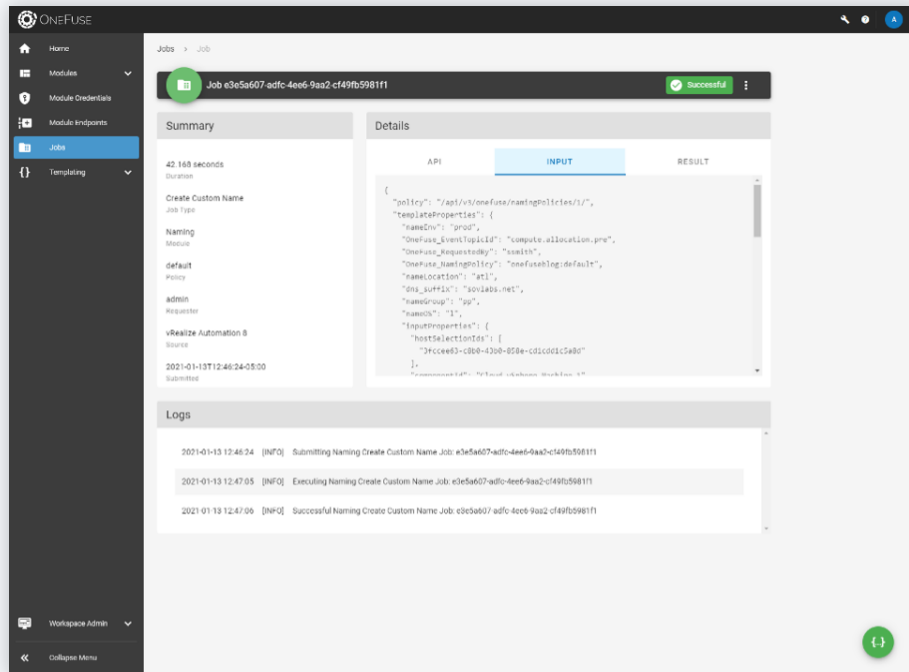 ONEFUSE
A
Home
Modules
Module Credentials
Module Endpoints
Jobs
{} Templating
Workspace Admin
Collapse Menu
Jobs > Job
Job e3e5a607-adfc-4ee6-9aa2-cf49fb5981f1
Successful
Summary
42.168 seconds
Duration
Create Custom Name
Job Type
Naming
Module
default
Policy
admin
Requester
vRealize Automation 8
Source
2021-01-13T12:46:24-05:00
Submitted
Details
API INPUT RESULT
{
"policy": "/api/v3/onefuse/namingPolicies/1/",
"templateProperties": {
"nameEnv": "prod",
"OneFuse_EventTopicId": "compute.allocation.pre",
"OneFuse_RequestedBy": "ssmith",
"OneFuse_NamingPolicy": "onefuseblog:default",
"nameLocation": "atl",
"dns_suffix": "sovlabs.net",
"nameGroup": "pp",
"nameOS": "l",
"inputProperties": {
"hostSelectionIds": [
],
Logs
2021-01-13 12:46:24 [INFO] Submitting Naming Create Custom Name Job: e3e5a607-adfc-4ee6-9aa2-cf49fb5981f1
2021-01-13 12:47:05 [INFO] Executing Naming Create Custom Name Job: e3e5a607-adfc-4ee6-9aa2-cf49fb5981f1
2021-01-13 12:47:06 [INFO] Successful Naming Create Custom Name Job: e3e5a607-adfc-4ee6-9aa2-cf49fb5981f1
{..}